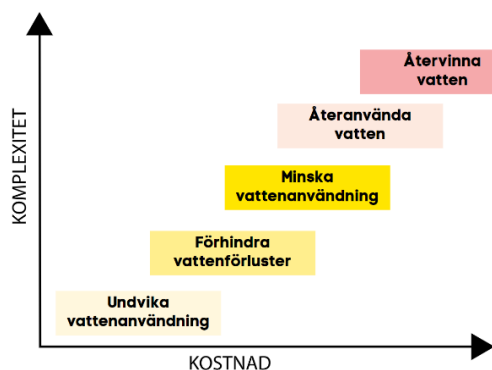 Återvinna
vatten
Återanvända
vatten
Minska
vattenanvändning
Förhindra
vattenförluster
Undvika
vattenanvändning
KOMPLEXITET
KOSTNAD